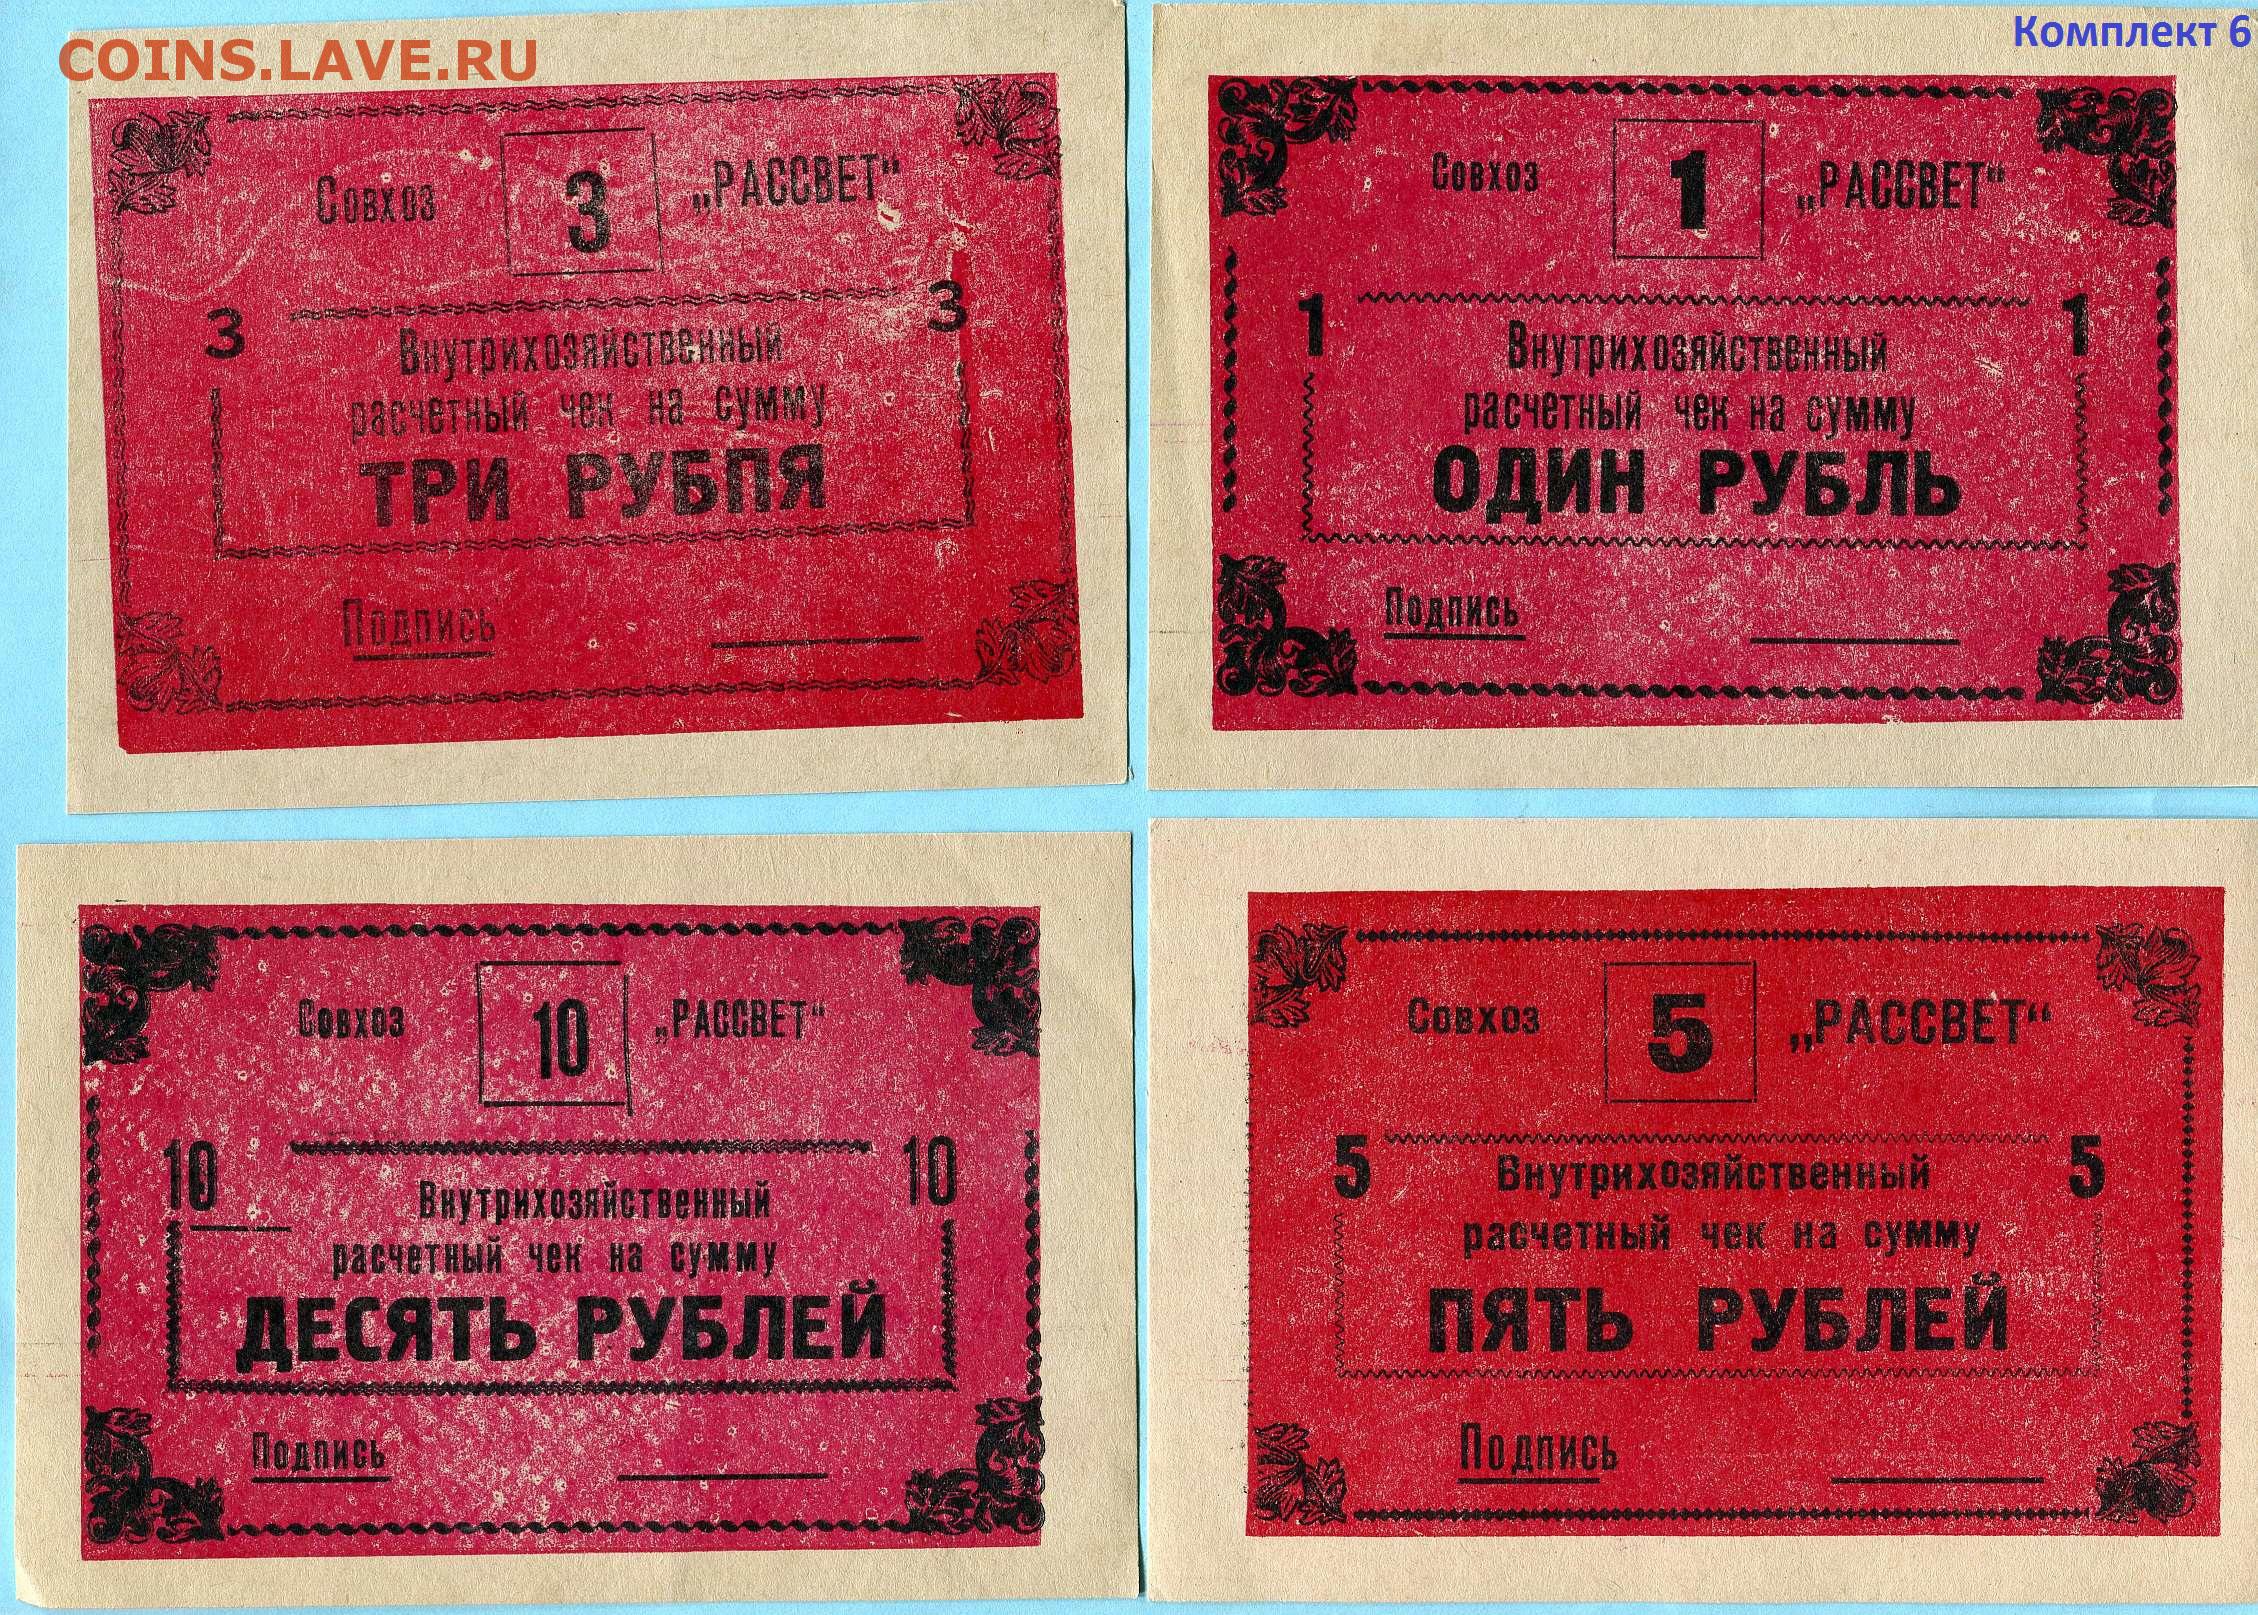 COINS.LAVE.RU
Комплект 6
Совхоз 3 „РАССВЕТ“
3 3
Внутрихозяйственный
расчетный чек на сумму
ТРИ РУБПЯ
Подпись
Совхоз 1 „РАССВЕТ“
1 1
Внутрихозяйственный
расчетный чек на сумму
ОДИН РУБЛЬ
Подпись
Совхоз 10 „РАССВЕТ“
10 10
Внутрихозяйственный
расчетный чек на сумму
ДЕСЯТЬ РУБЛЕЙ
Подпись
Совхоз 5 „РАССВЕТ“
5 5
Внутрихозяйственный
расчетный чек на сумму
ПЯТЬ РУБЛЕЙ
Подпись